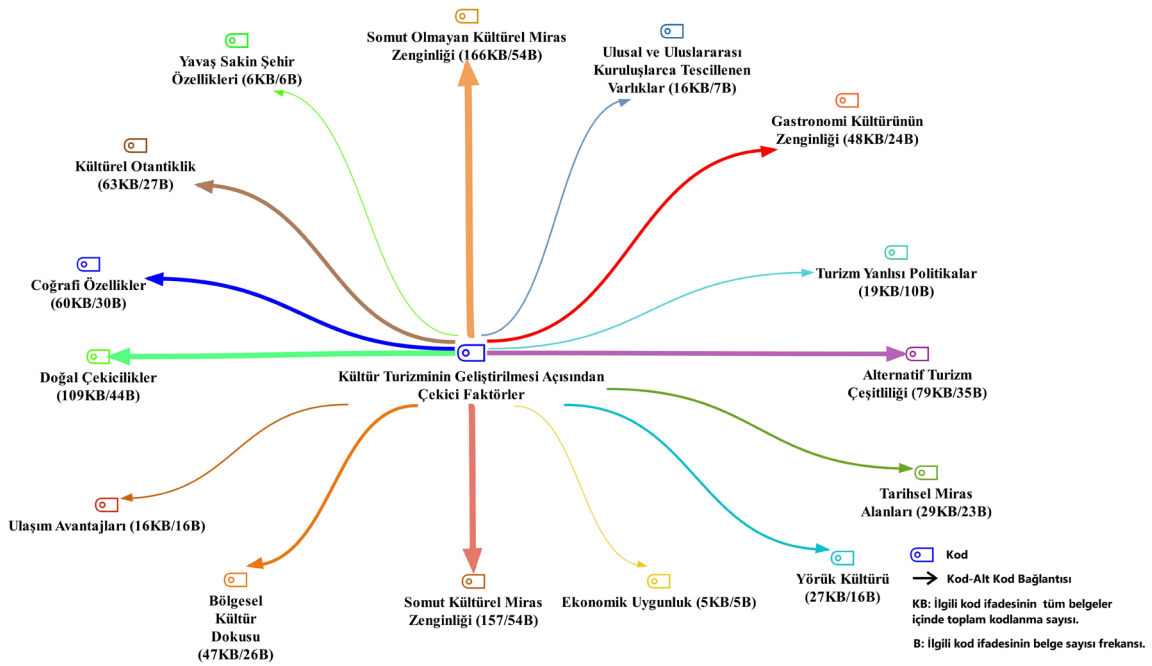 Somut Olmayan Kültürel Miras
Zenginliği (166KB/54B)
Yavaş Sakin Şehir
Özellikleri (6KB/6B)
Ulusal ve Uluslararası
Kuruluşlarca Tescillenen
Varlıklar (16KB/7B)
Gastronomi Kültürünün
Zenginliği (48KB/24B)
Kültürel Otantiklik
(63KB/27B)
Coğrafi Özellikler
(60KB/30B)
Turizm Yanlısı Politikalar
(19KB/10B)
Doğal Çekicilikler
(109KB/44B)
Kültür Turizminin Geliştirilmesi Açısından
Çekici Faktörler
Alternatif Turizm
Çeşitliliği (79KB/35B)
Tarihsel Miras
Alanları (29KB/23B)
Ulaşım Avantajları (16KB/16B)
Bölgesel
Kültür
Dokusu
(47KB/26B)
Somut Kültürel Miras
Zenginliği (157/54B)
Ekonomik Uygunluk (5KB/5B)
Yörük Kültürü
(27KB/16B)
Kod
Kod-Alt Kod Bağlantısı
KB: İlgili kod ifadesinin tüm belgeler
içinde toplam kodlanma sayısı.
B: İlgili kod ifadesinin belge sayısı frekansı.